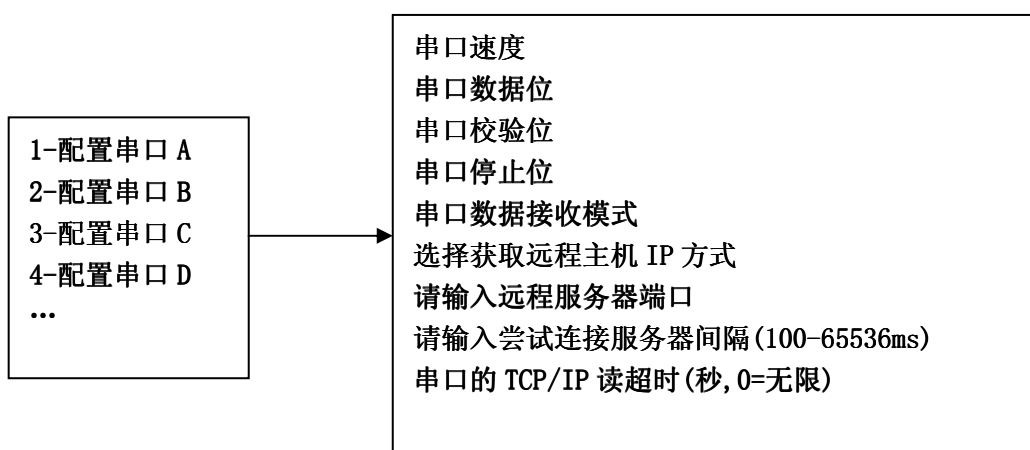 1-配置串口 A
2-配置串口 B
3-配置串口 C
4-配置串口 D
…
串口速度
串口数据位
串口校验位
串口停止位
串口数据接收模式
选择获取远程主机 IP 方式
请输入远程服务器端口
请输入尝试连接服务器间隔(100-65536ms)
串口的 TCP/IP 读超时(秒,0=无限)